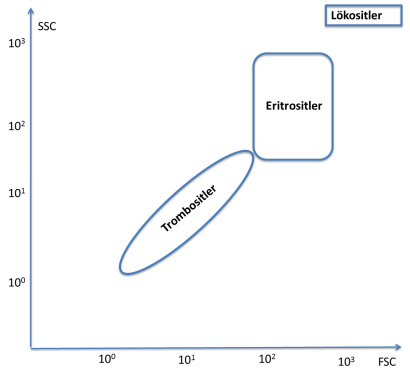 SSC
Lökositler
10³
Eritrositler
10²
10¹
Trombositler
10⁰
10⁰ 10¹ 10² 10³ FSC